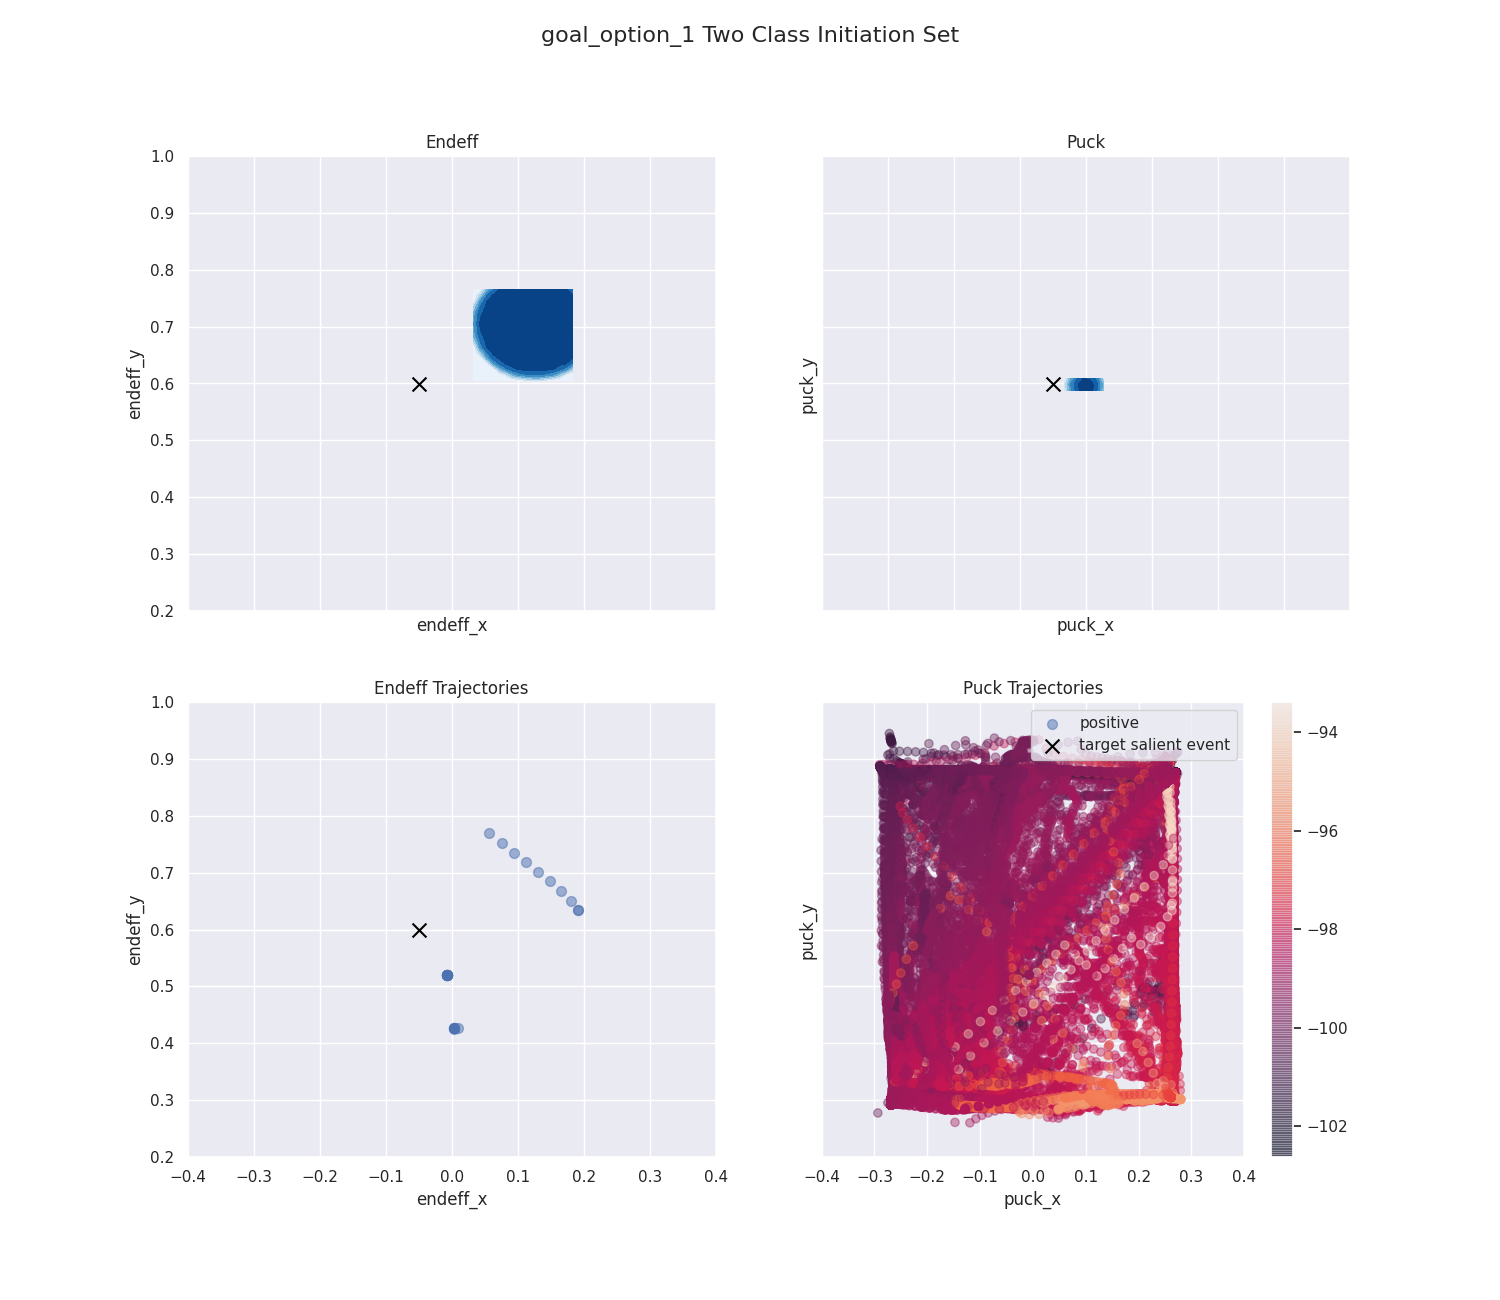 goal_option_1 Two Class Initiation Set
Endeff
1.0
0.9
0.8
0.7
0.6
0.5
0.4
0.3
0.2
endeff_y
endeff_x
Puck
puck_y
puck_x
Endeff Trajectories
1.0
0.9
0.8
0.7
0.6
0.5
0.4
0.3
0.2
endeff_y
−0.4 −0.3 −0.2 −0.1 0.0 0.1 0.2 0.3 0.4
endeff_x
Puck Trajectories
positive
target salient event
puck_y
−0.4 −0.3 −0.2 −0.1 0.0 0.1 0.2 0.3 0.4
puck_x
−94
−96
−98
−100
−102